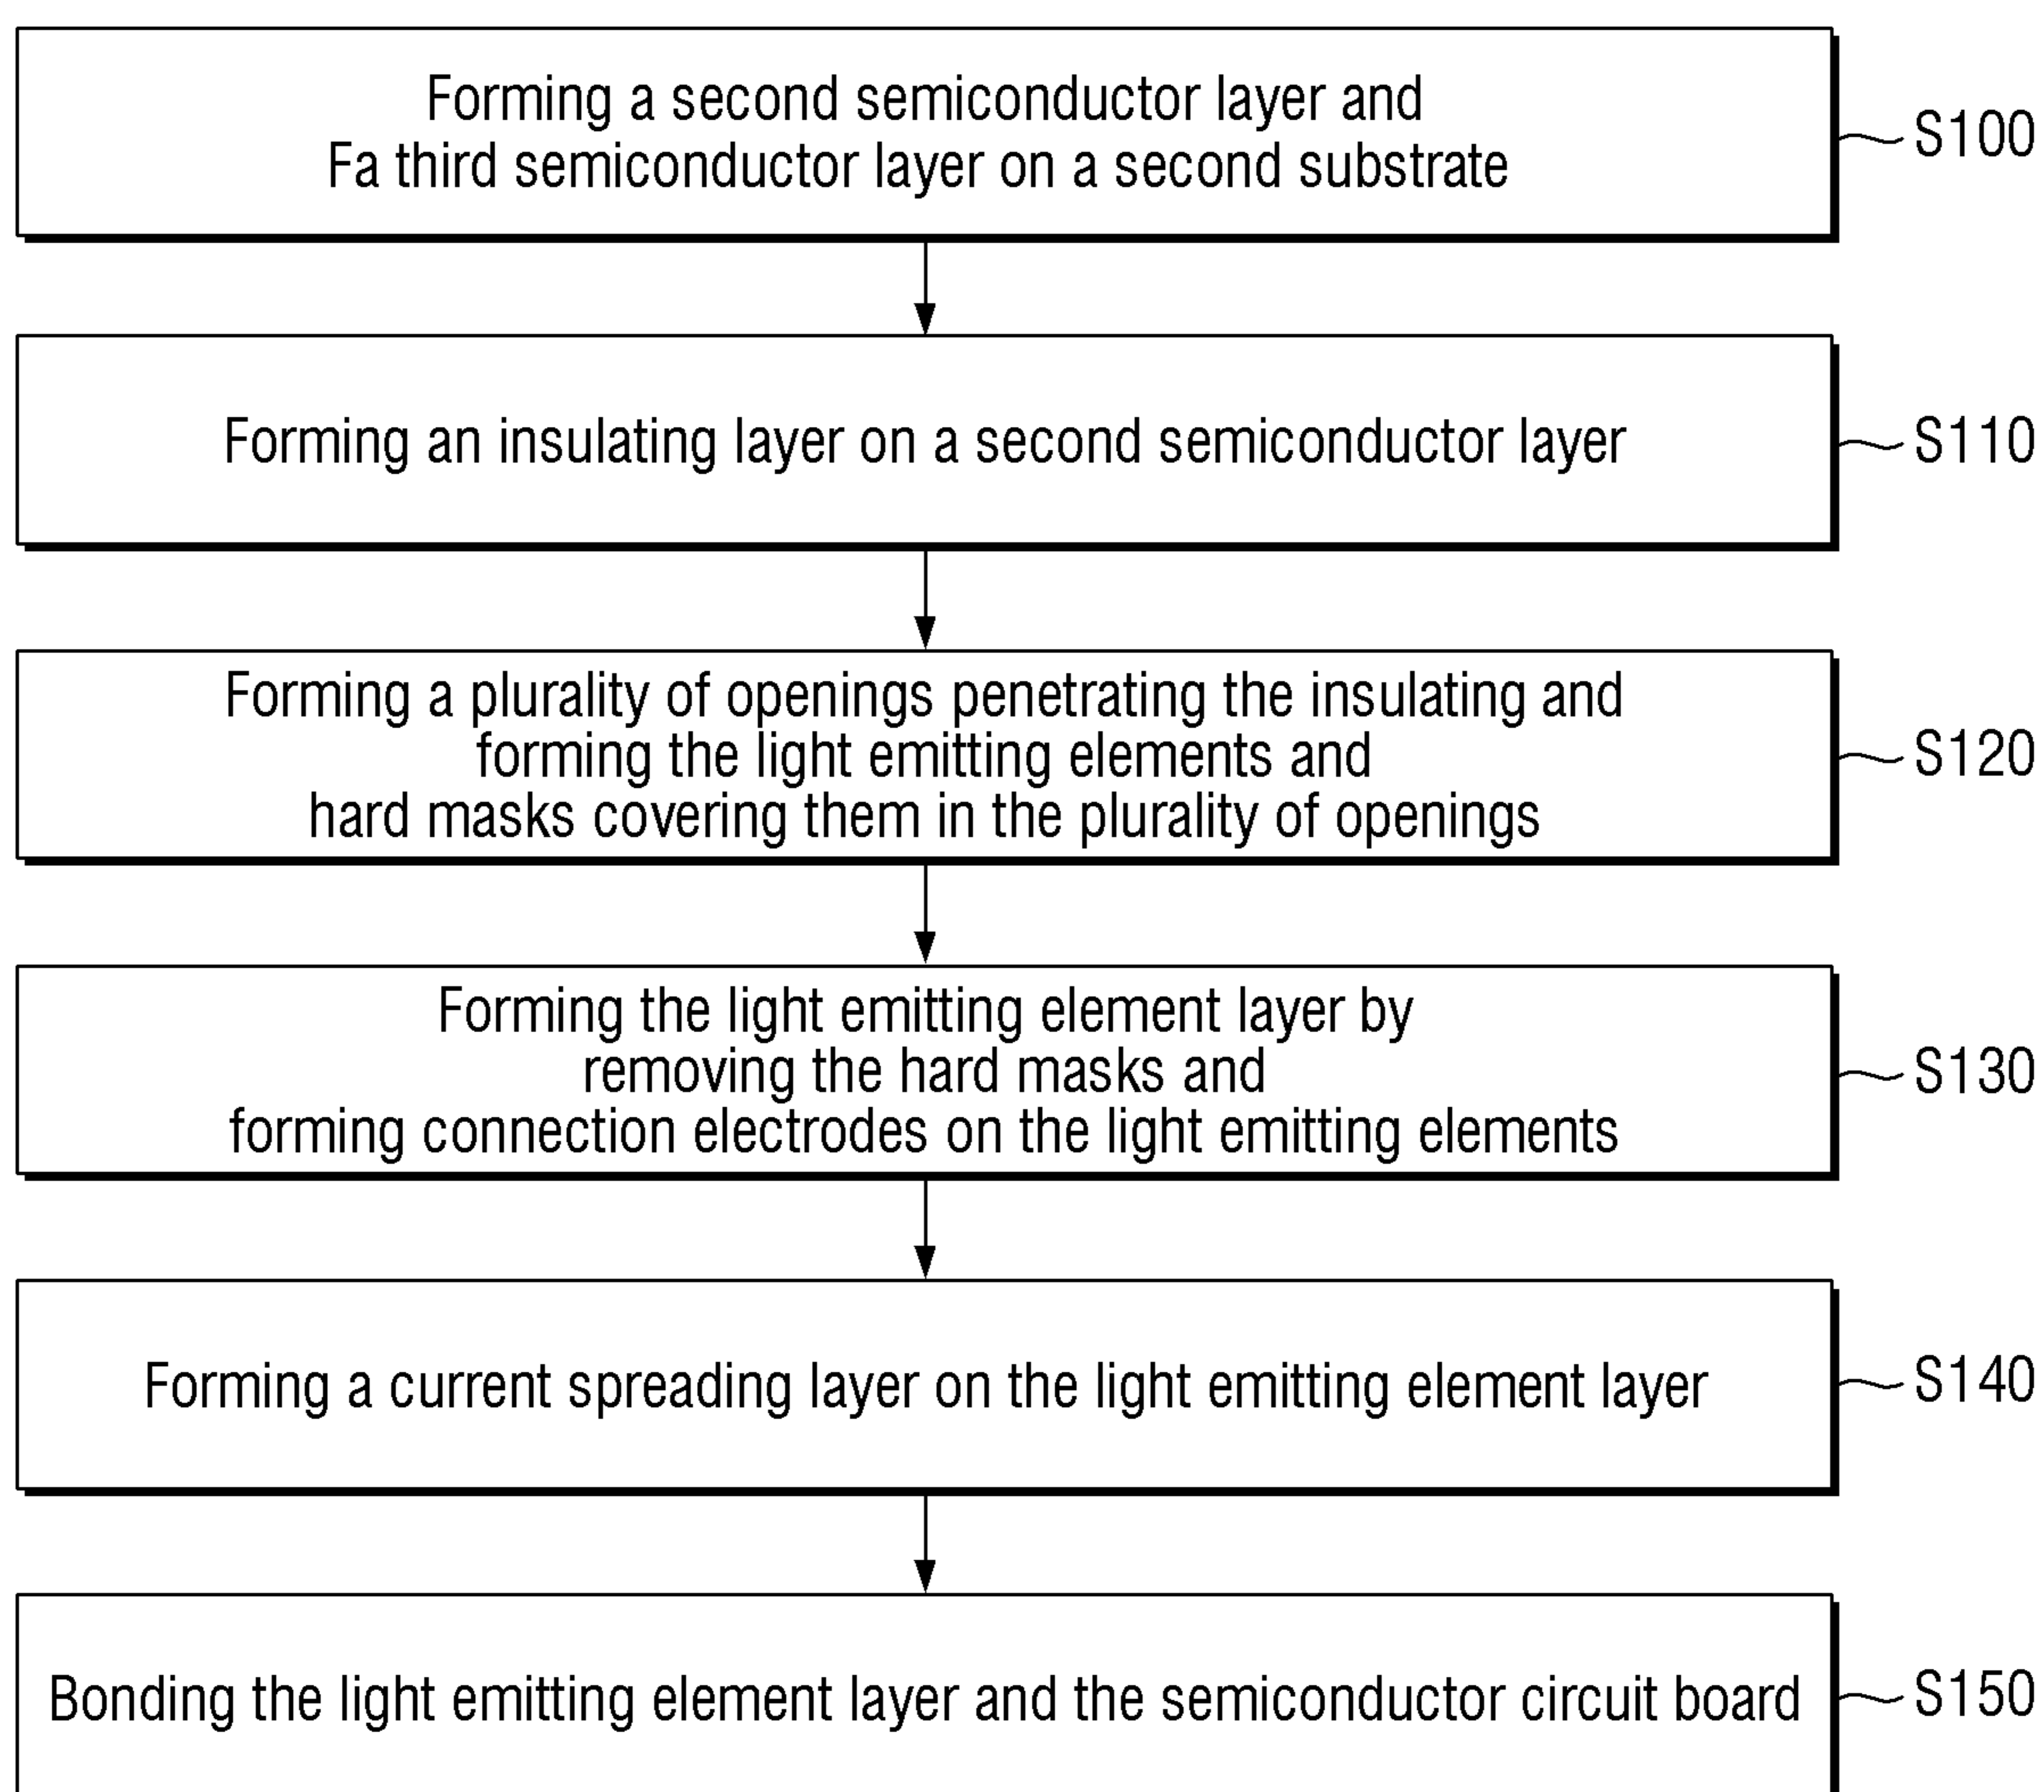 Forming a second semiconductor layer and
Fa third semiconductor layer on a second substrate
S100
Forming an insulating layer on a second semiconductor layer
S110
Forming a plurality of openings penetrating the insulating and
forming the light emitting elements and
hard masks covering them in the plurality of openings
S120
Forming the light emitting element layer by
removing the hard masks and
forming connection electrodes on the light emitting elements
S130
Forming a current spreading layer on the light emitting element layer
S140
Bonding the light emitting element layer and the semiconductor circuit board
S150